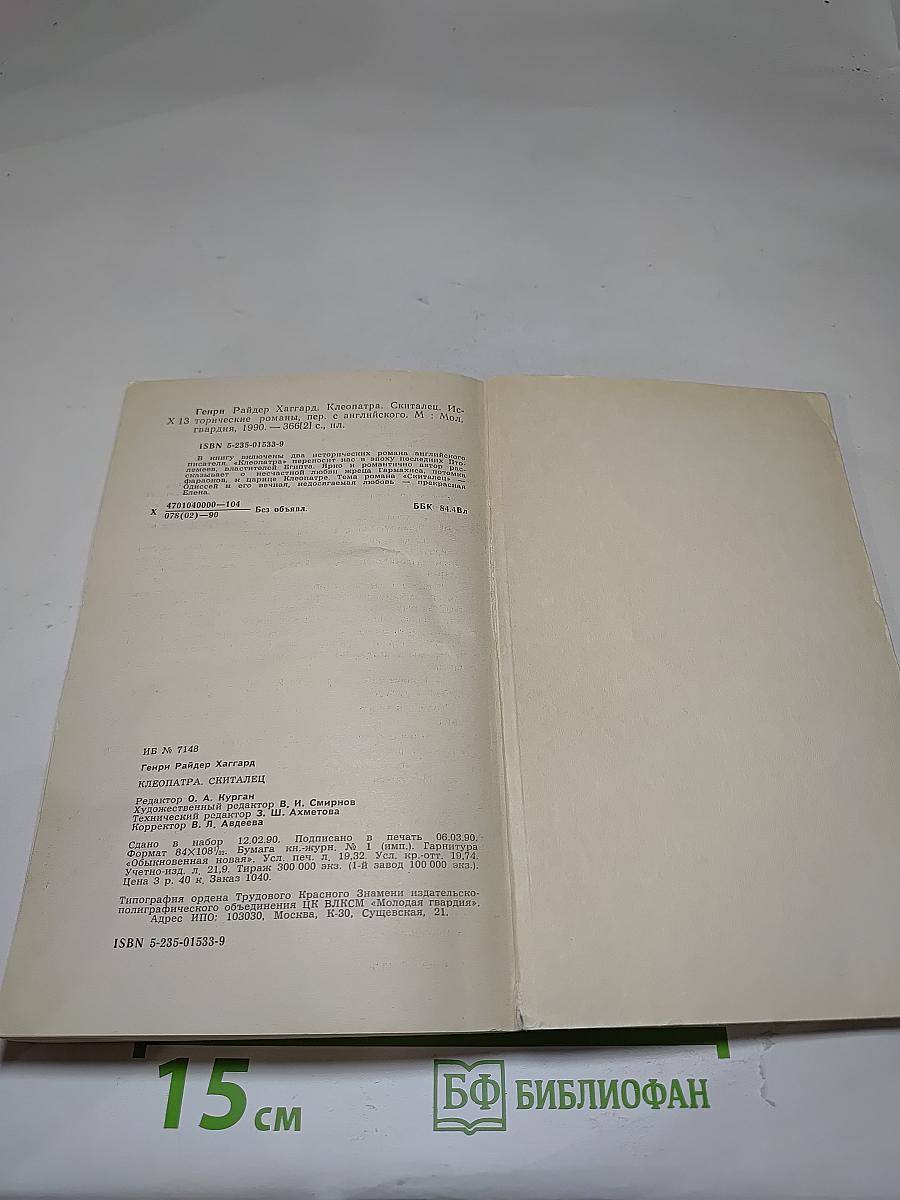 Генри Райдер Хаггард. Клеопатра. Скиталец. Ис-
Х 13 торические романы, пер. с английского. М : Мол.
гвардия, 1990. — 366[2] с., ил.
ISBN 5-235-01533-9
В книгу включены два исторических романа английского
писателя. «Клеопатра» переносит нас в эпоху последних Пто-
лемеев, властителей Египта. Ярко и романтично автор рас-
сказывает о несчастной любви жреца Гармахиса, потомка
фараонов, к царице Клеопатре. Тема романа «Скиталец» —
Одиссей и его вечная, недосягаемая любовь — прекрасная
Елена.
Х 4701040000—104
078(02)—90
Без объявл.
ББК 84.4Вл
ИБ № 7148
Генри Райдер Хаггард
КЛЕОПАТРА. СКИТАЛЕЦ
Редактор О. А. Курган
Художественный редактор В. И. Смирнов
Технический редактор З. Ш. Ахметова
Корректор В. Л. Авдеева
Сдано в набор 12.02.90. Подписано в печать 06.03.90.
Формат 84×108¹/₃₂. Бумага кн.-журн. № 1 (имп.). Гарнитура
«Обыкновенная новая». Усл. печ. л. 19,32. Усл. кр.-отт. 19,74.
Учетно-изд. л. 21,9. Тираж 300 000 экз. (1-й завод 100 000 экз.).
Цена 3 р. 40 к. Заказ 1040.
Типография ордена Трудового Красного Знамени издательско-
полиграфического объединения ЦК ВЛКСМ «Молодая гвардия».
Адрес ИПО: 103030, Москва, К-30, Сущевская, 21.
ISBN 5-235-01533-9
15 см
БФ БИБЛИОФАН